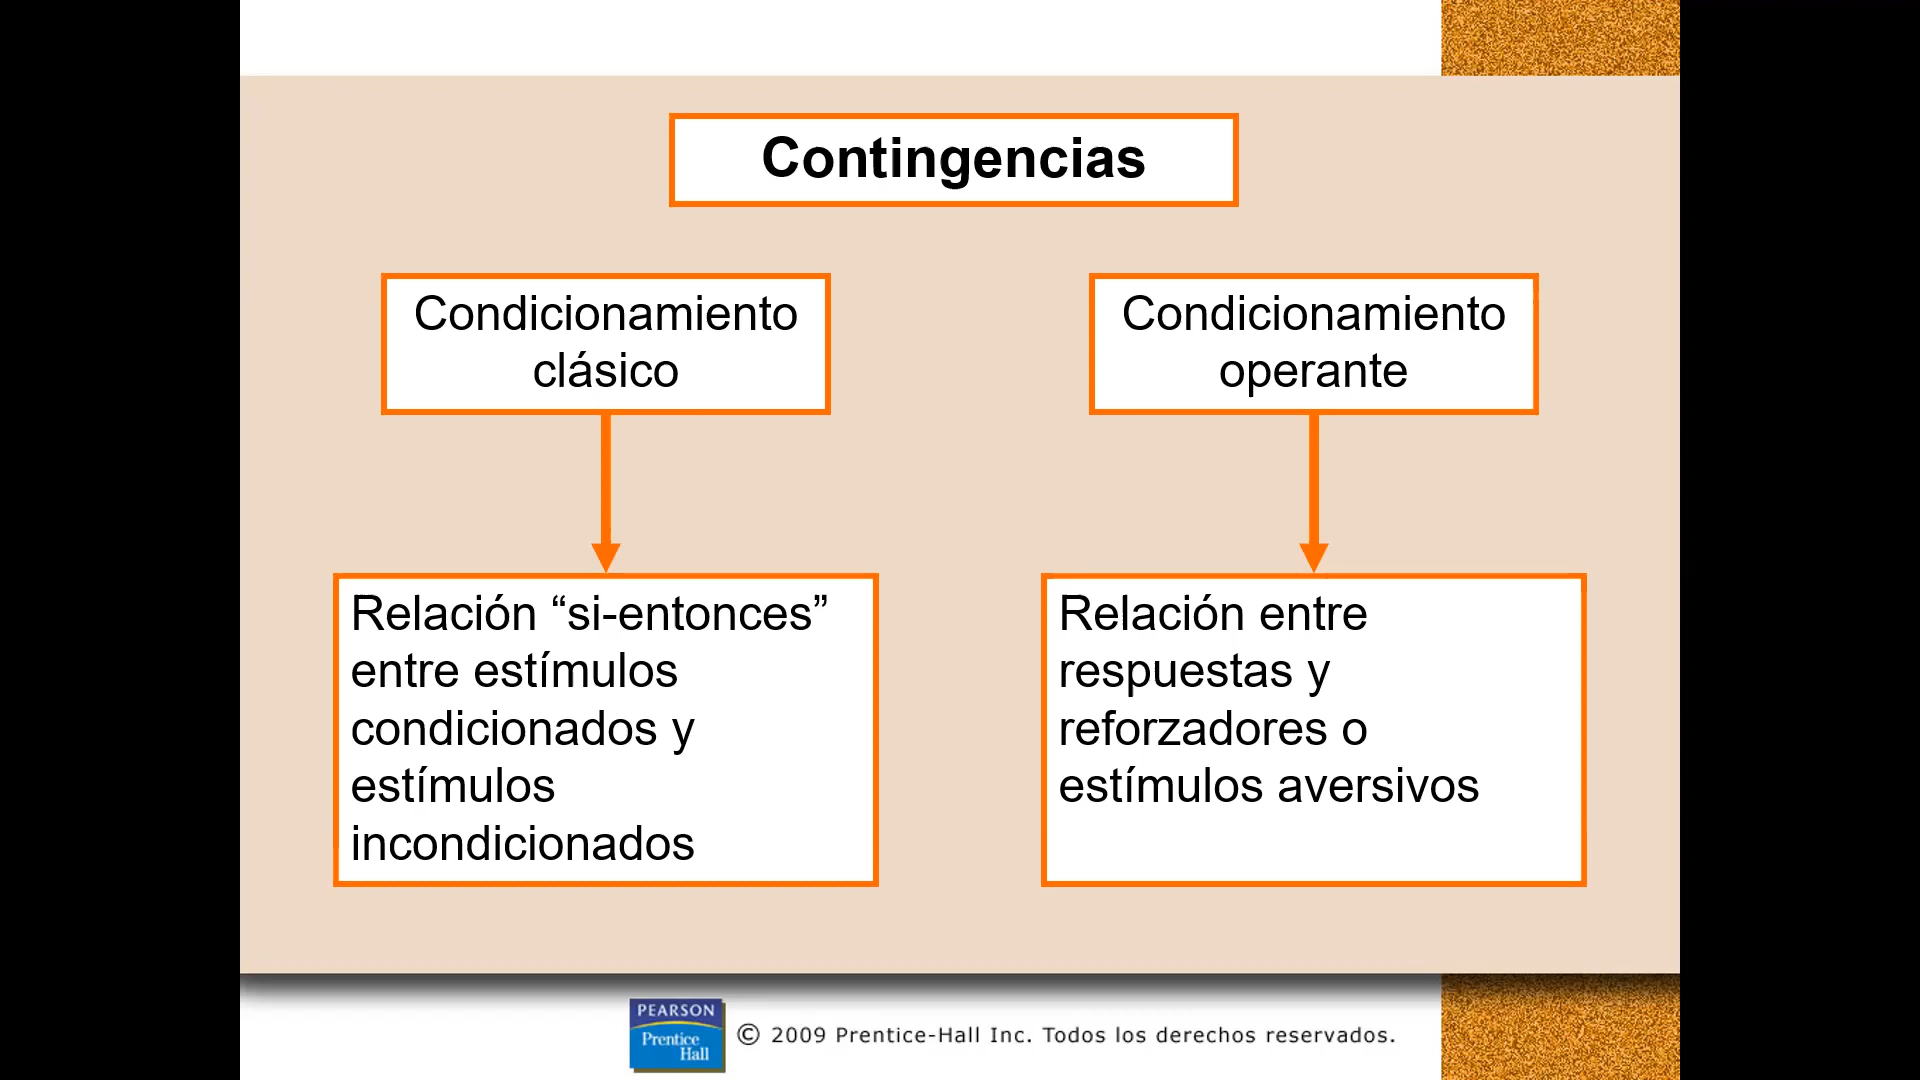 Contingencias
Condicionamiento
clásico
Condicionamiento
operante
Relación “si-entonces”
entre estímulos
condicionados y
estímulos
incondicionados
Relación entre
respuestas y
reforzadores o
estímulos aversivos
PEARSON
Prentice
Hall
© 2009 Prentice-Hall Inc. Todos los derechos reservados.